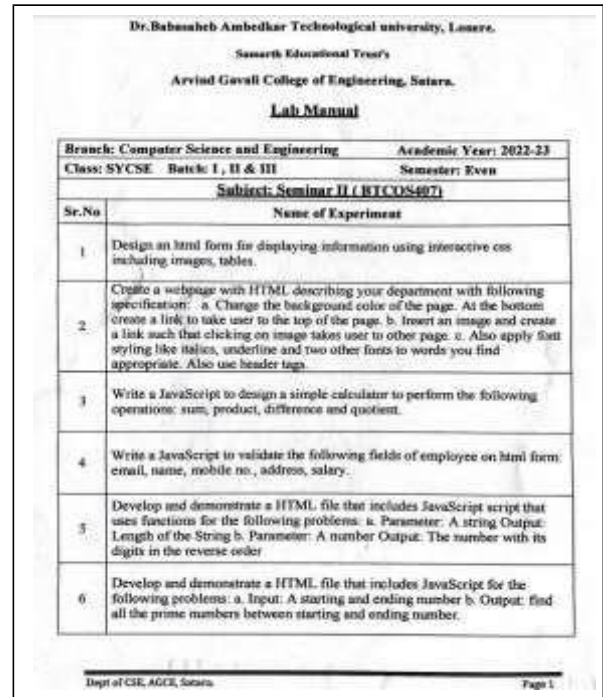 Dr.Babasaheb Ambedkar Technological university, Lonere.
Samarth Educational Trust's
Arvind Gavali College of Engineering, Satara.
Lab Manual
Branch: Computer Science and Engineering Academic Year: 2022-23
Class: SYCSE Batch: I , II & III Semester: Even
Subject: Seminar II ( BTCOS407)
Sr.No Name of Experiment
1 Design an html form for displaying information using interactive css
including images, tables.
Create a webpage with HTML describing your department with following
specification: a. Change the background color of the page. At the bottom
2 create a link to take user to the top of the page. b. Insert an image and create
a link such that clicking on image takes user to other page. c. Also apply font
styling like italics, underline and two other fonts to words you find
appropriate. Also use header tags.
3 Write a JavaScript to design a simple calculator to perform the following
operations: sum, product, difference and quotient.
4 Write a JavaScript to validate the following fields of employee on html form:
email, name, mobile no., address, salary.
Develop and demonstrate a HTML file that includes JavaScript script that
5 uses functions for the following problems: a. Parameter: A string Output:
Length of the String b. Parameter: A number Output: The number with its
digits in the reverse order
6 Develop and demonstrate a HTML file that includes JavaScript for the
following problems: a. Input: A starting and ending number b. Output: find
all the prime numbers between starting and ending number.
Dept of CSE, AGCE, Satara. Page 1